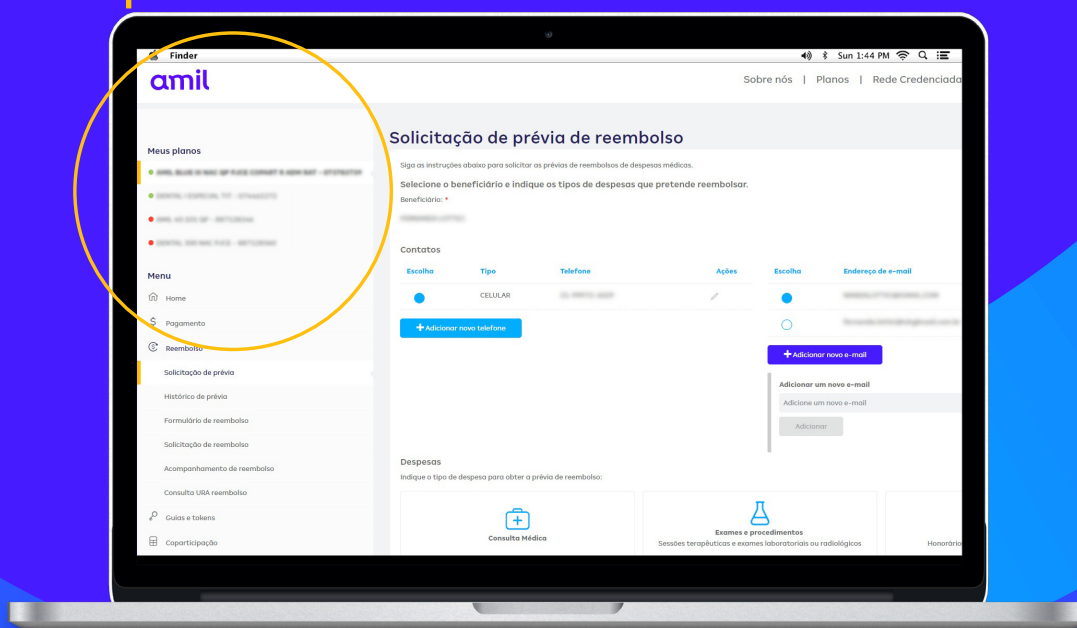 Finder
Sun 1:44 PM
amil
Sobre nós | Planos | Rede Credenciada
Meus planos
Menu
Home
Pagamento
Reembolso
Solicitação de prévia
Histórico de prévia
Formulário de reembolso
Solicitação de reembolso
Acompanhamento de reembolso
Consulta URA reembolso
Guias e tokens
Coparticipação
Solicitação de prévia de reembolso
Siga as instruções abaixo para solicitar as prévias de reembolsos de despesas médicas.
Selecione o beneficiário e indique os tipos de despesas que pretende reembolsar.
Beneficiário: *
Contatos
Escolha Tipo Telefone Ações
CELULAR
+Adicionar novo telefone
Escolha Endereço de e-mail
+Adicionar novo e-mail
Adicionar um novo e-mail
Adicione um novo e-mail
Adicionar
Despesas
Indique o tipo de despesa para obter a prévia de reembolso:
Consulta Médica
Exames e procedimentos
Sessões terapêuticas e exames laboratoriais ou radiológicos
Honorário